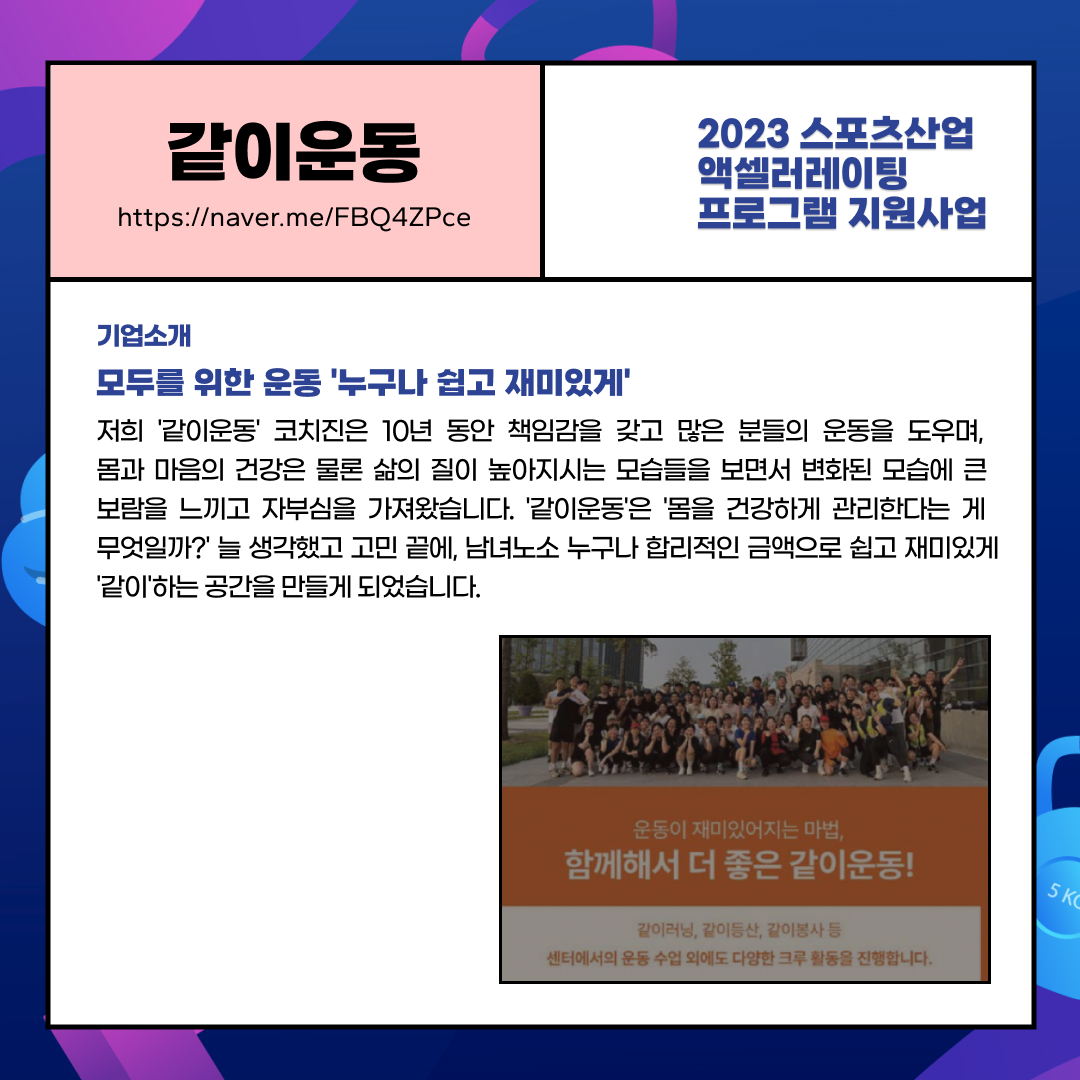 같이운동
https://naver.me/FBQ4ZPce
2023 스포츠산업
액셀러레이팅
프로그램 지원사업
기업소개
모두를 위한 운동 '누구나 쉽고 재미있게'
저희 '같이운동' 코치진은 10년 동안 책임감을 갖고 많은 분들의 운동을 도우며,
몸과 마음의 건강은 물론 삶의 질이 높아지시는 모습들을 보면서 변화된 모습에 큰
보람을 느끼고 자부심을 가져왔습니다. '같이운동'은 '몸을 건강하게 관리한다는 게
무엇일까?' 늘 생각했고 고민 끝에, 남녀노소 누구나 합리적인 금액으로 쉽고 재미있게
'같이'하는 공간을 만들게 되었습니다.
운동이 재미있어지는 마법,
함께해서 더 좋은 같이운동!
같이러닝, 같이등산, 같이봉사 등
센터에서의 운동 수업 외에도 다양한 크루 활동을 진행합니다.
5 KG